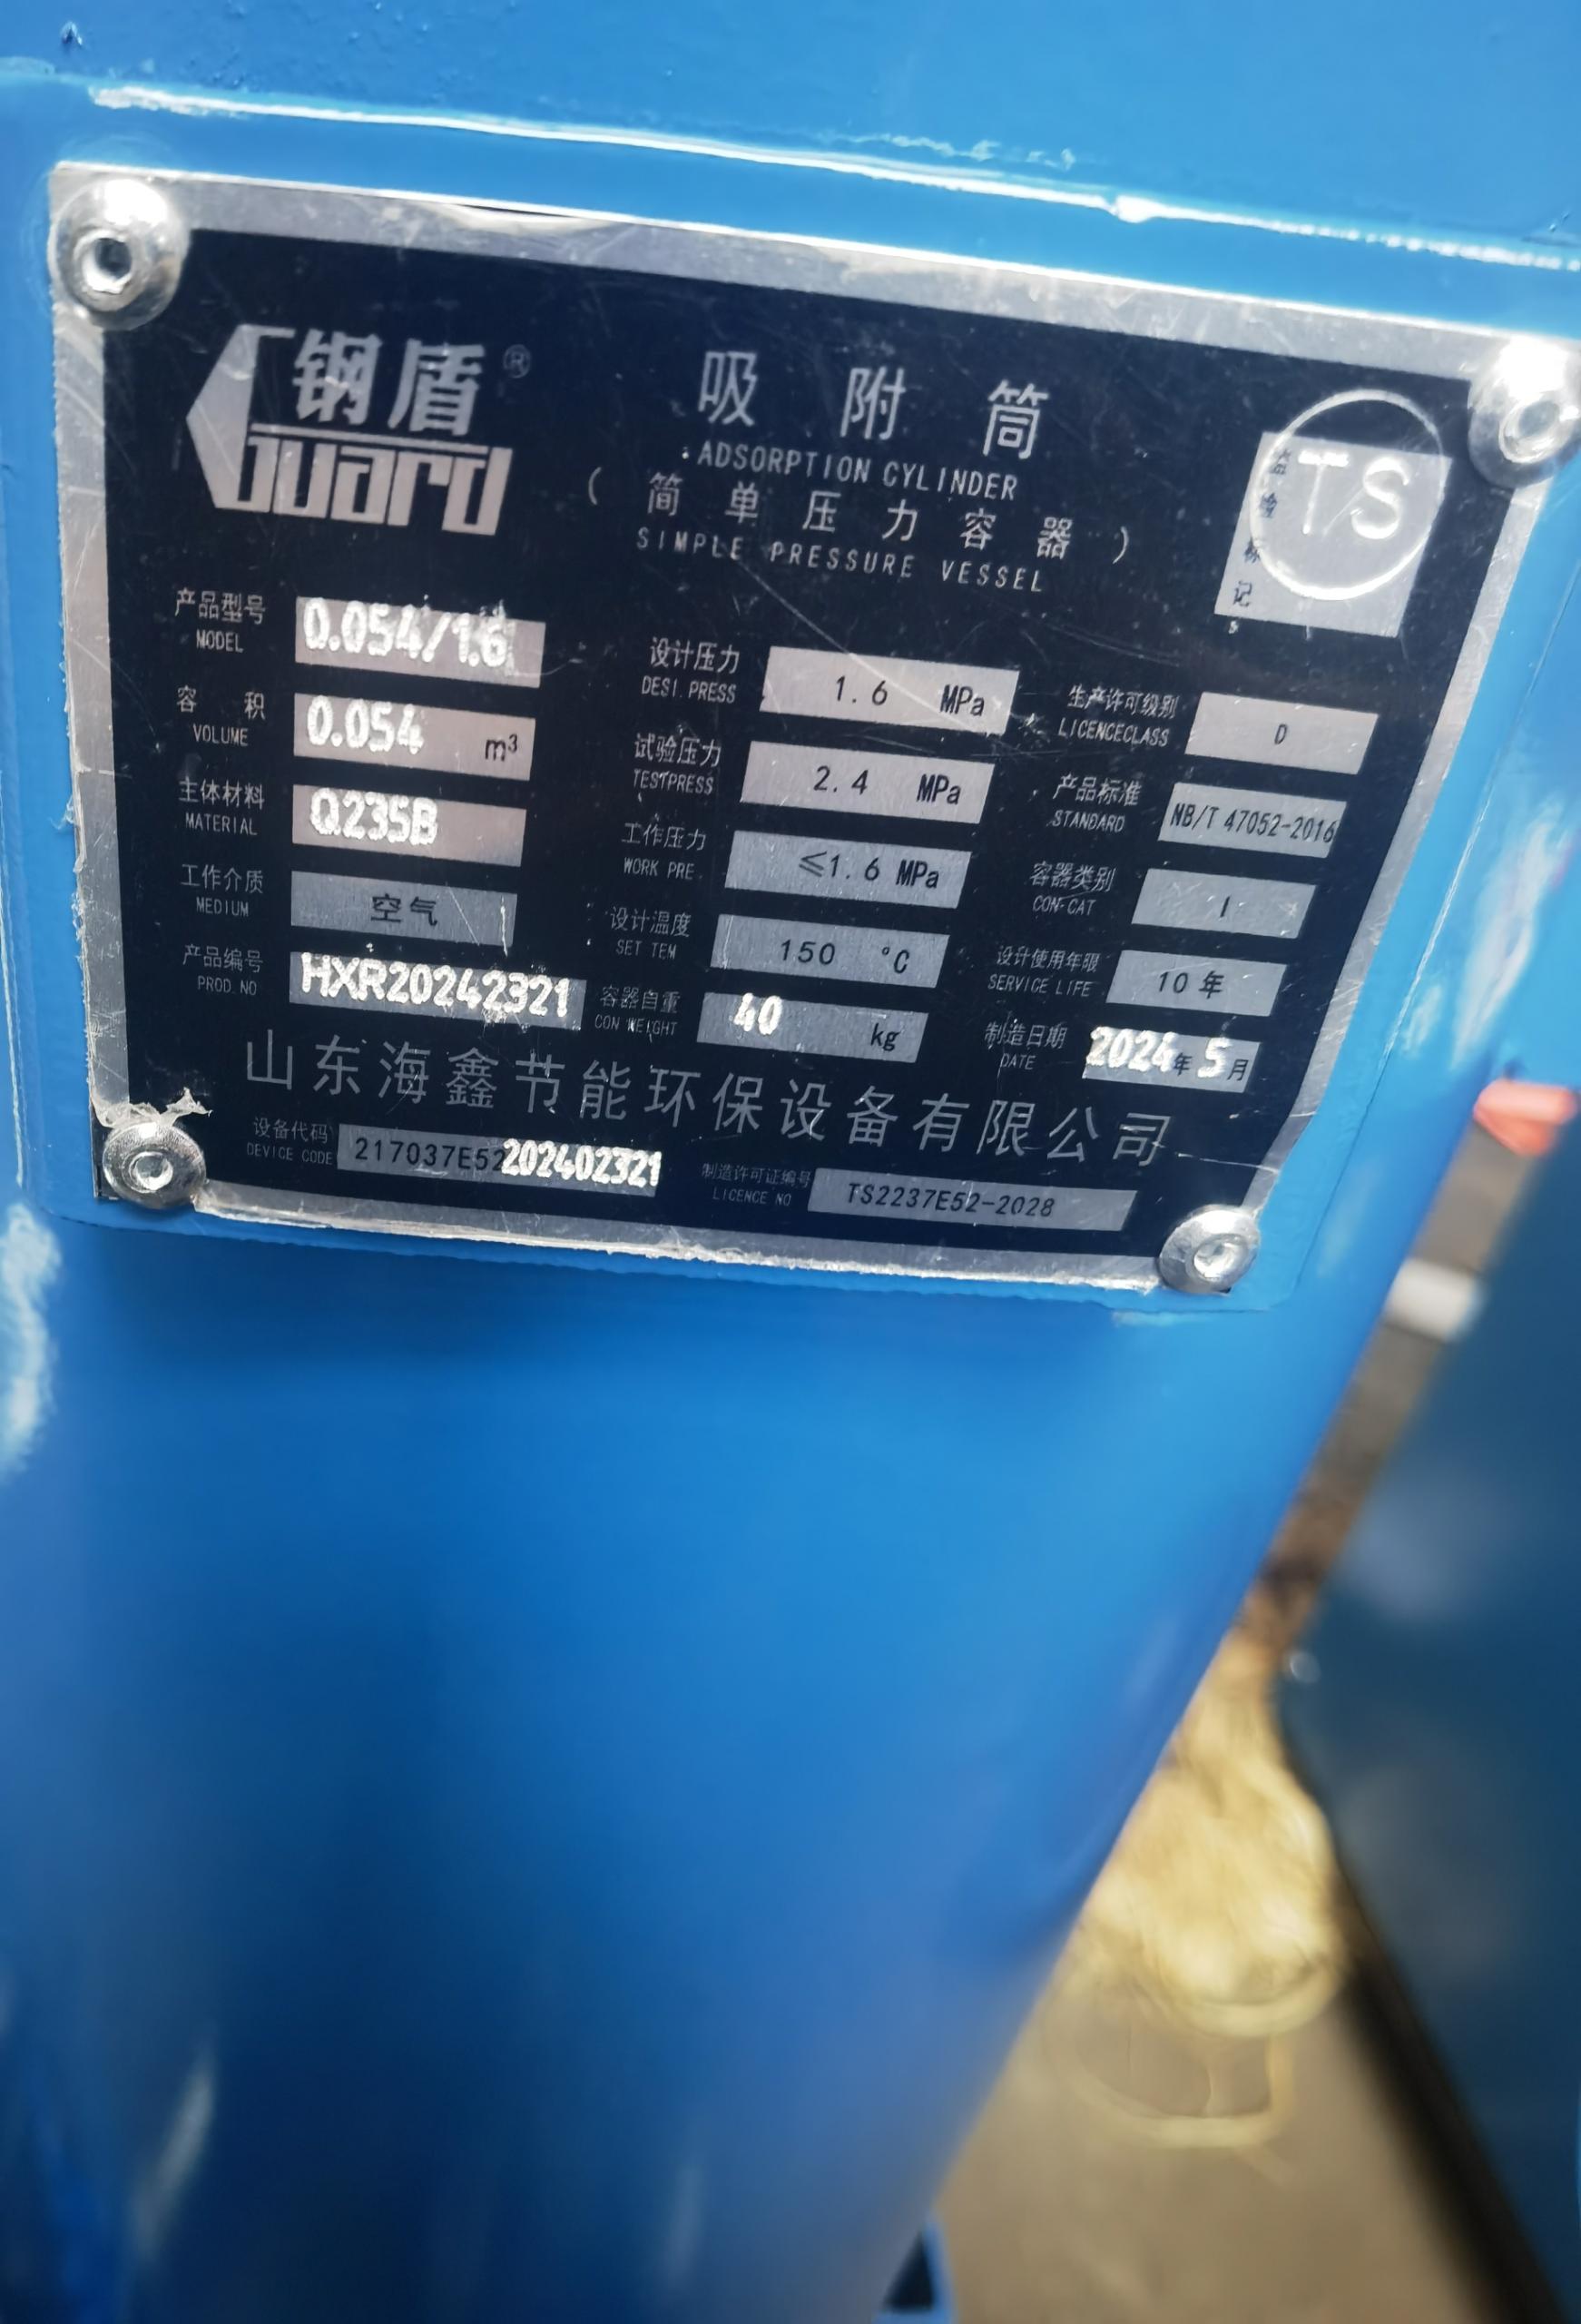 钢盾®
Guard
吸附筒
ADSORPTION CYLINDER
(简单压力容器)
SIMPLE PRESSURE VESSEL
TS
监检标记
产品型号 0.054/1.6
MODEL
设计压力 1.6 MPa
DESI.PRESS
生产许可级别 D
LICENCECLASS
容积 0.054 m³
VOLUME
试验压力 2.4 MPa
TESTPRESS
产品标准 NB/T 47052-2016
STANDARD
主体材料 Q235B
MATERIAL
工作压力 ≤1.6 MPa
WORK PRE.
容器类别 I
CON-CAT
工作介质 空气
MEDIUM
设计温度 150 °C
SET TEM
设计使用年限 10年
SERVICE LIFE
产品编号 HXR20242321
PROD.NO
容器自重 40 kg
CON WEIGHT
制造日期 2024年5月
DATE
山东海鑫节能环保设备有限公司
设备代码 217037E52202402321
DEVICE CODE
制造许可证编号 TS2237E52-2028
LICENCE NO